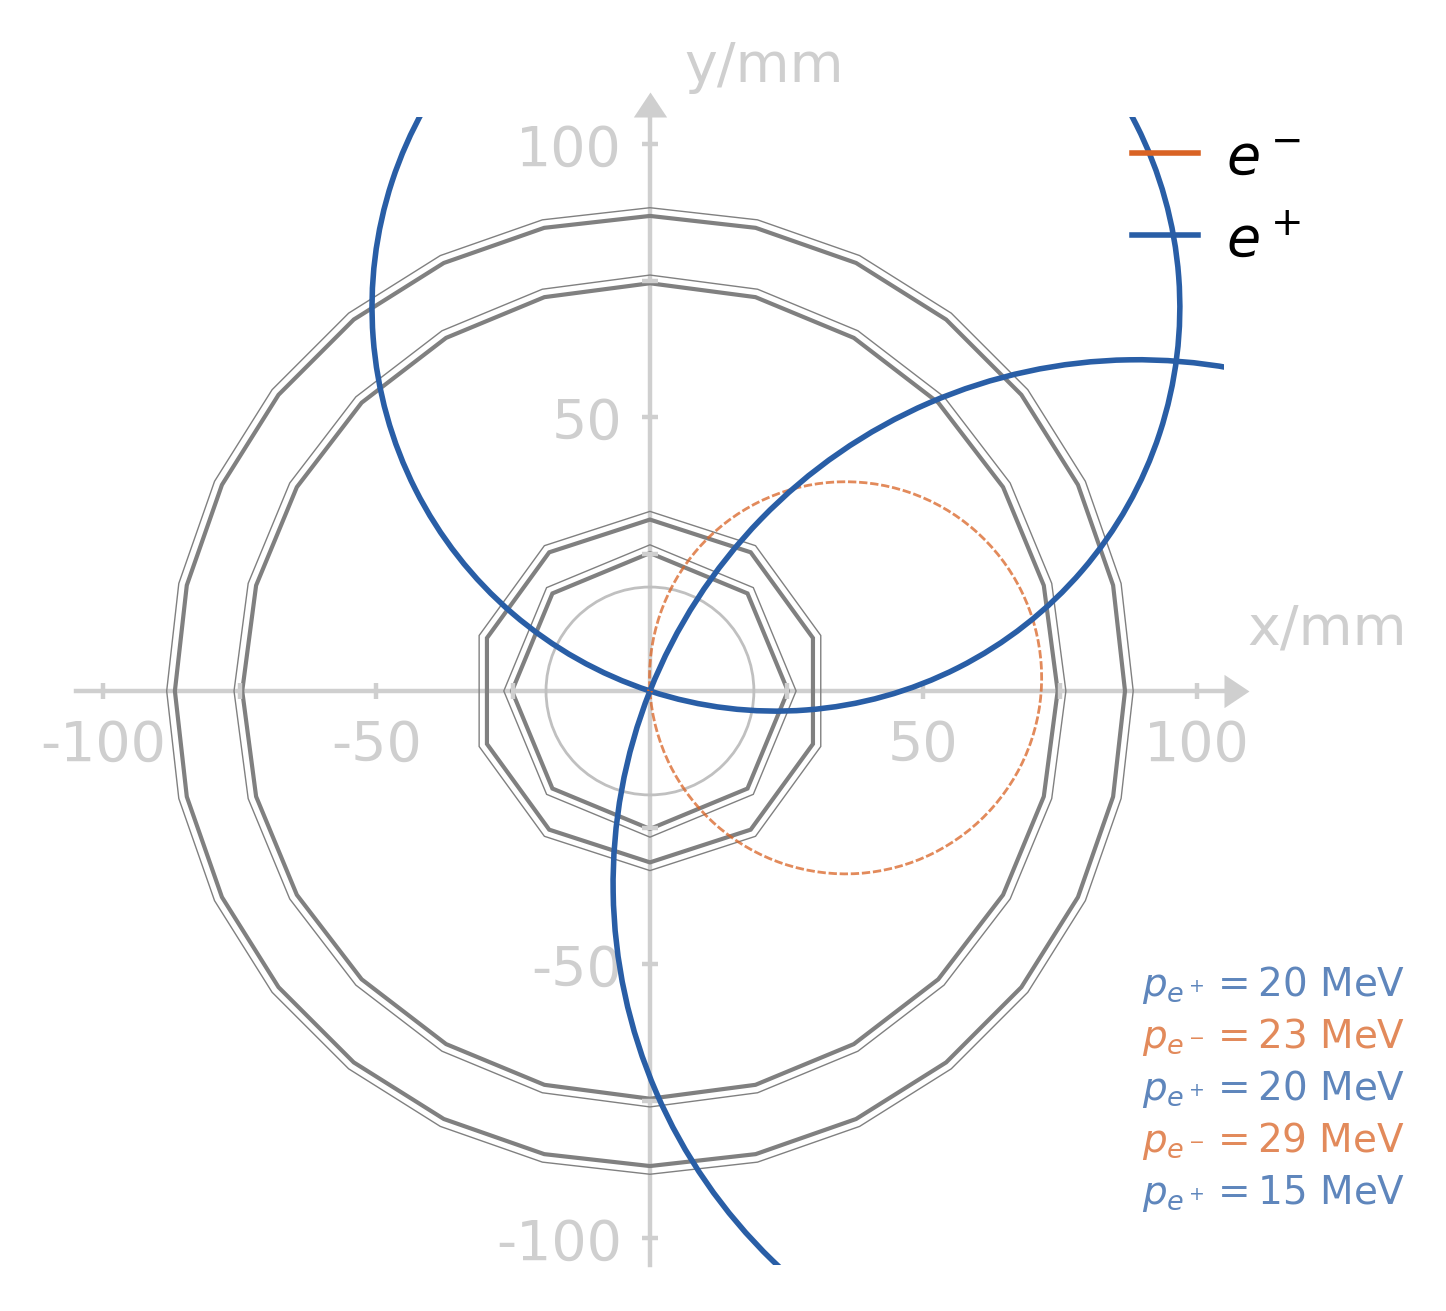 y/mm
100
e⁻
e⁺
50
x/mm
-100 -50 50 100
-50
p_{e⁺} = 20 MeV
p_{e⁻} = 23 MeV
p_{e⁺} = 20 MeV
p_{e⁻} = 29 MeV
p_{e⁺} = 15 MeV
-100